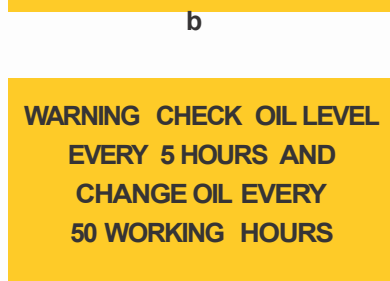 b
WARNING CHECK OIL LEVEL
EVERY 5 HOURS AND
CHANGE OIL EVERY
50 WORKING HOURS